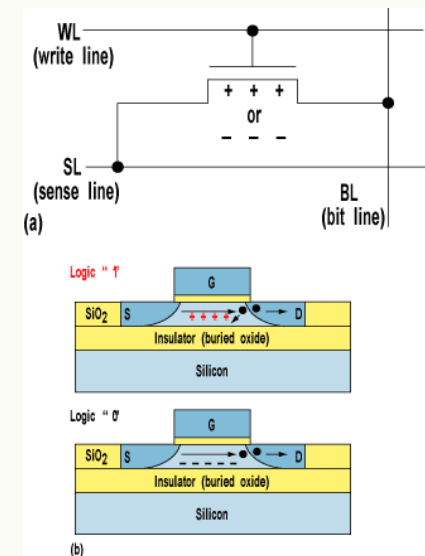 WL
(write line)
+ + +
or
– – –
SL
(sense line)
BL
(bit line)
(a)
Logic “ 1’
G
SiO₂ S D
+ + + +
Insulator (buried oxide)
Silicon
Logic “ 0’
G
SiO₂ S D
– – – – – –
Insulator (buried oxide)
Silicon
(b)